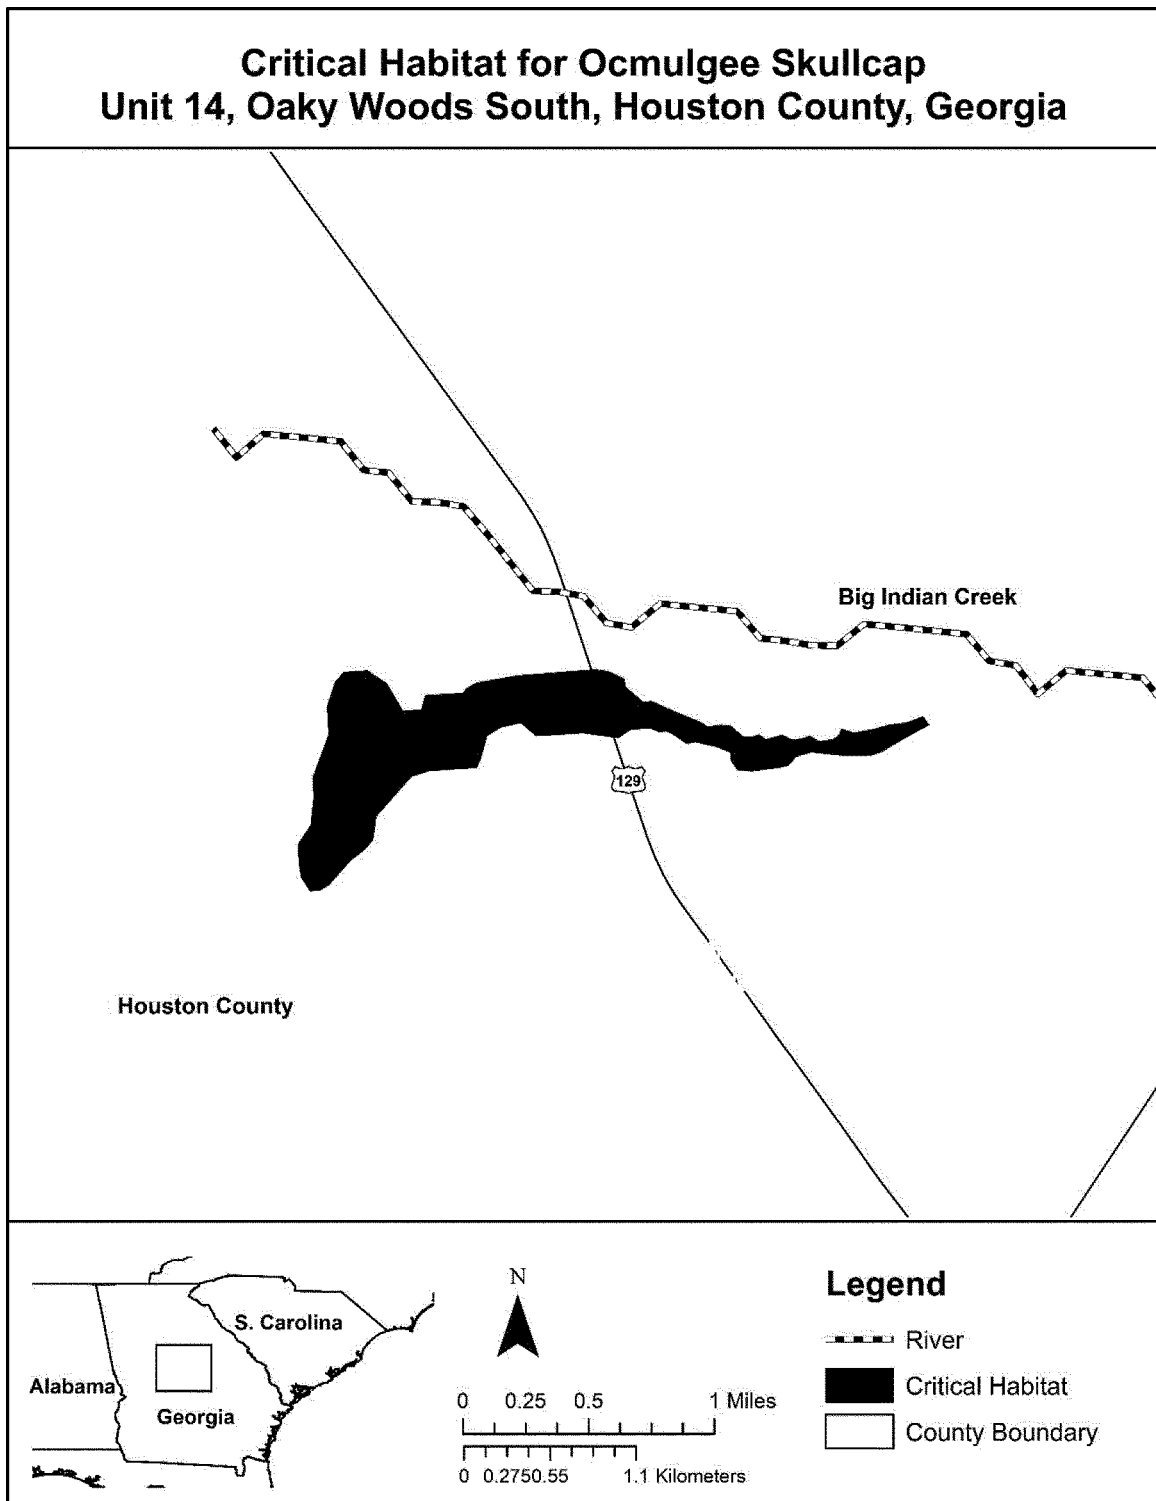 Critical Habitat for Ocmulgee Skullcap
Unit 14, Oaky Woods South, Houston County, Georgia
Big Indian Creek
129
Houston County
S. Carolina
Alabama
Georgia
N
0 0.25 0.5 1 Miles
0 0.2750.55 1.1 Kilometers
Legend
River
Critical Habitat
County Boundary